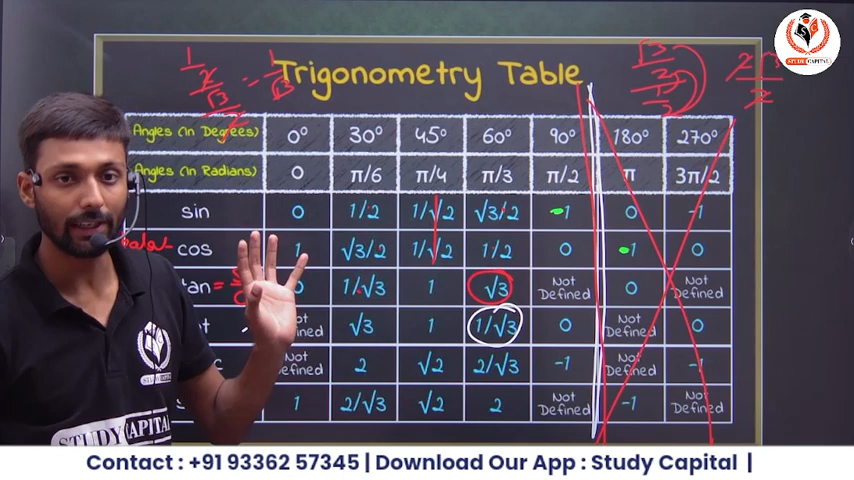 STUDY CAPITAL
Trigonometry Table
Angles (In Degrees) 0° 30° 45° 60° 90° 180° 270°
Angles (In Radians) 0 π/6 π/4 π/3 π/2 π 3π/2
sin 0 1/2 1/√2 √3/2 -1 0 -1
cos 1 √3/2 1/√2 1/2 0 -1 0
tan = 0 1/√3 1 √3 Not Defined 0 Not Defined
Not Defined √3 1 1/√3 0 Not Defined 0
Not Defined 2 √2 2/√3 -1 Not Defined -1
1 2/√3 √2 2 Not Defined -1 Not Defined
STUDY CAPITAL
STUDY CAPITAL
Contact : +91 93362 57345 | Download Our App : Study Capital |